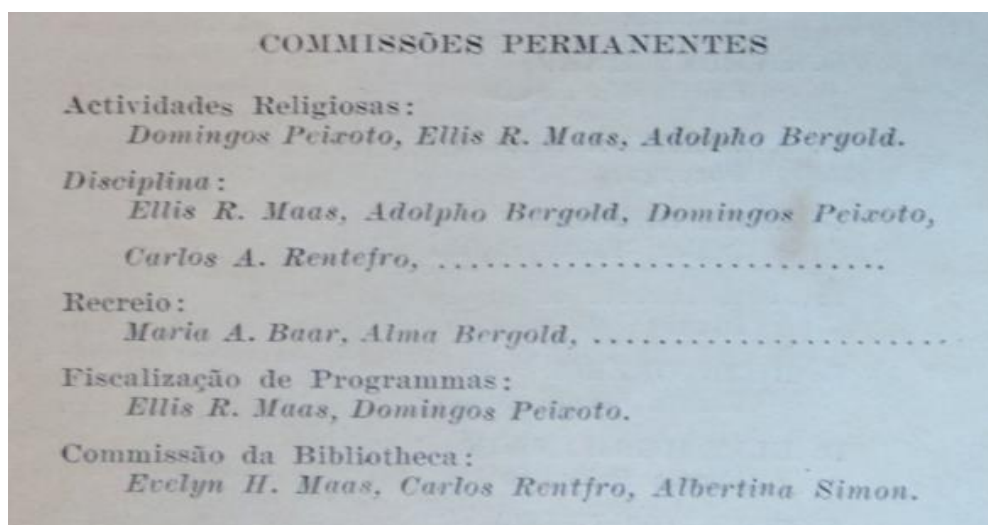 COMMISSÕES PERMANENTES
Actividades Religiosas:
Domingos Peixoto, Ellis R. Maas, Adolpho Bergold.
Disciplina:
Ellis R. Maas, Adolpho Bergold, Domingos Peixoto,
Carlos A. Rentefro, ............................
Recreio:
Maria A. Baar, Alma Bergold, .......................
Fiscalização de Programmas:
Ellis R. Maas, Domingos Peixoto.
Commissão da Bibliotheca:
Evelyn H. Maas, Carlos Rentfro, Albertina Simon.